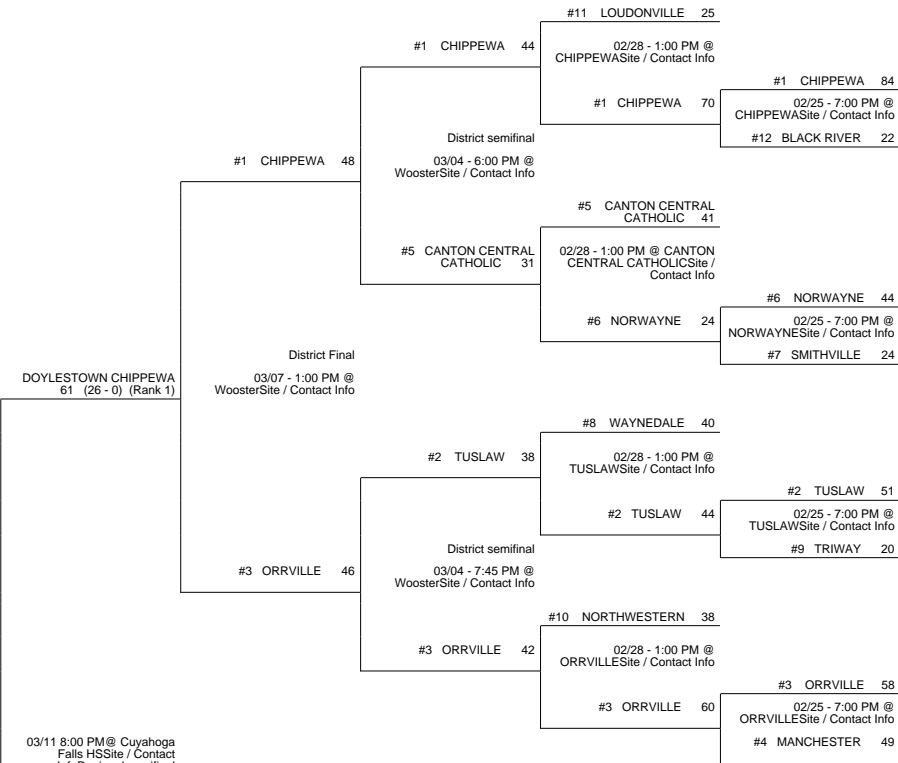 #11 LOUDONVILLE 25
#1 CHIPPEWA 44
02/28 - 1:00 PM @
CHIPPEWASite / Contact Info
#1 CHIPPEWA 84
#1 CHIPPEWA 70
02/25 - 7:00 PM @
CHIPPEWASite / Contact Info
District semifinal
#12 BLACK RIVER 22
#1 CHIPPEWA 48
03/04 - 6:00 PM @
WoosterSite / Contact Info
#5 CANTON CENTRAL
CATHOLIC 41
#5 CANTON CENTRAL
CATHOLIC 31
02/28 - 1:00 PM @ CANTON
CENTRAL CATHOLICSite /
Contact Info
#6 NORWAYNE 44
#6 NORWAYNE 24
02/25 - 7:00 PM @
NORWAYNESite / Contact Info
District Final
#7 SMITHVILLE 24
DOYLESTOWN CHIPPEWA
61 (26 - 0) (Rank 1)
03/07 - 1:00 PM @
WoosterSite / Contact Info
#8 WAYNEDALE 40
#2 TUSLAW 38
02/28 - 1:00 PM @
TUSLAWSite / Contact Info
#2 TUSLAW 51
#2 TUSLAW 44
02/25 - 7:00 PM @
TUSLAWSite / Contact Info
District semifinal
#9 TRIWAY 20
#3 ORRVILLE 46
03/04 - 7:45 PM @
WoosterSite / Contact Info
#10 NORTHWESTERN 38
#3 ORRVILLE 42
02/28 - 1:00 PM @
ORRVILLESite / Contact Info
#3 ORRVILLE 58
#3 ORRVILLE 60
02/25 - 7:00 PM @
ORRVILLESite / Contact Info
#4 MANCHESTER 49
03/11 8:00 PM@ Cuyahoga
Falls HSSite / Contact